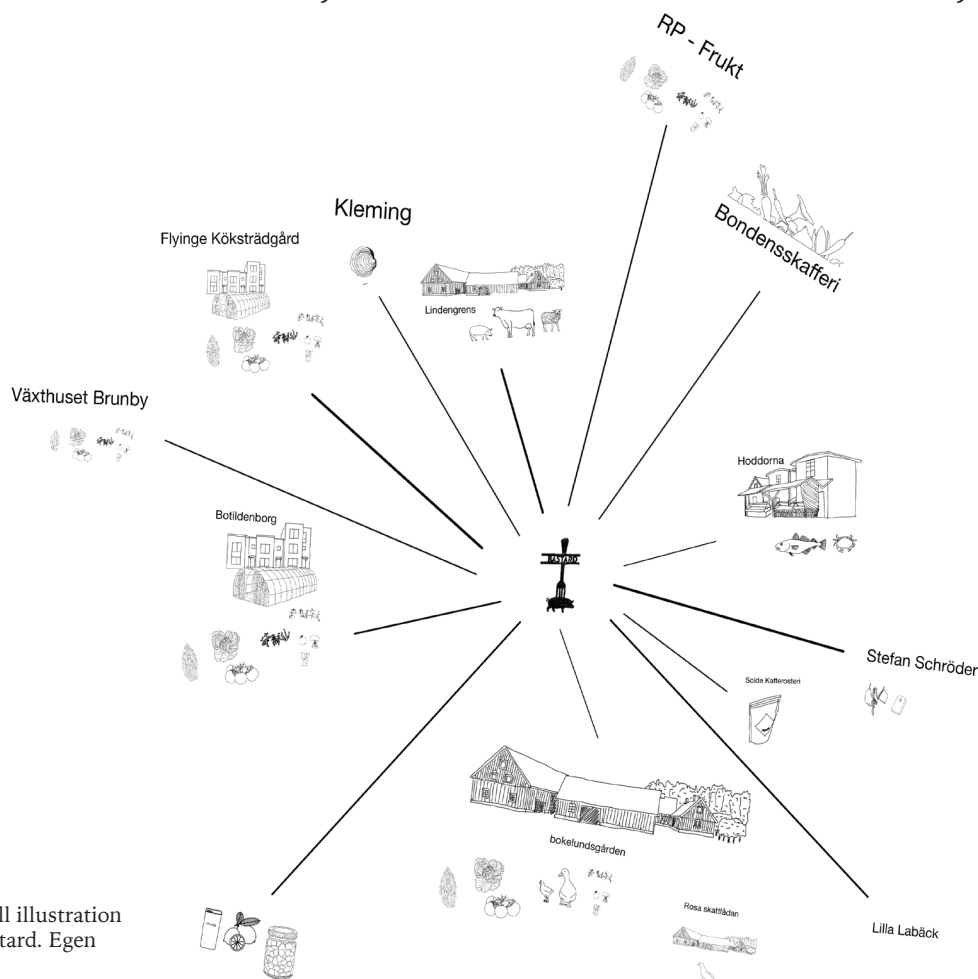 RP - Frukt
Kleming
Bondensskafferi
Flyinge Köksträdgård
Lindengrens
Växthuset Brunby
Hoddorna
Botildenborg
BASTARD
Stefan Schröder
Solde Kafferosteri
bokelundsgården
Rosa skattlådan
Lilla Labäck
ll illustration
tard. Egen